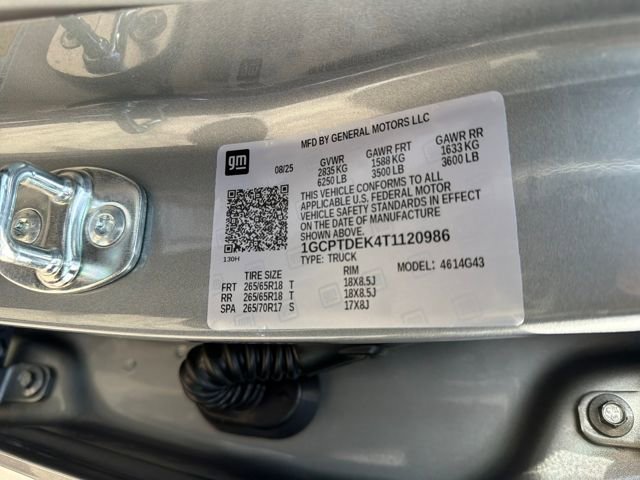 MFD BY GENERAL MOTORS LLC
gm
08/25
GVWR GAWR FRT GAWR RR
2835 KG 1588 KG 1633 KG
6250 LB 3500 LB 3600 LB
THIS VEHICLE CONFORMS TO ALL
APPLICABLE U.S. FEDERAL MOTOR
VEHICLE SAFETY STANDARDS IN EFFECT
ON THE DATE OF MANUFACTURE
SHOWN ABOVE.
130H
1GCPTDEK4T1120986
TYPE: TRUCK MODEL: 4614G43
TIRE SIZE RIM
FRT 265/65R18 T 18X8.5J
RR 265/65R18 T 18X8.5J
SPA 265/70R17 S 17X8J